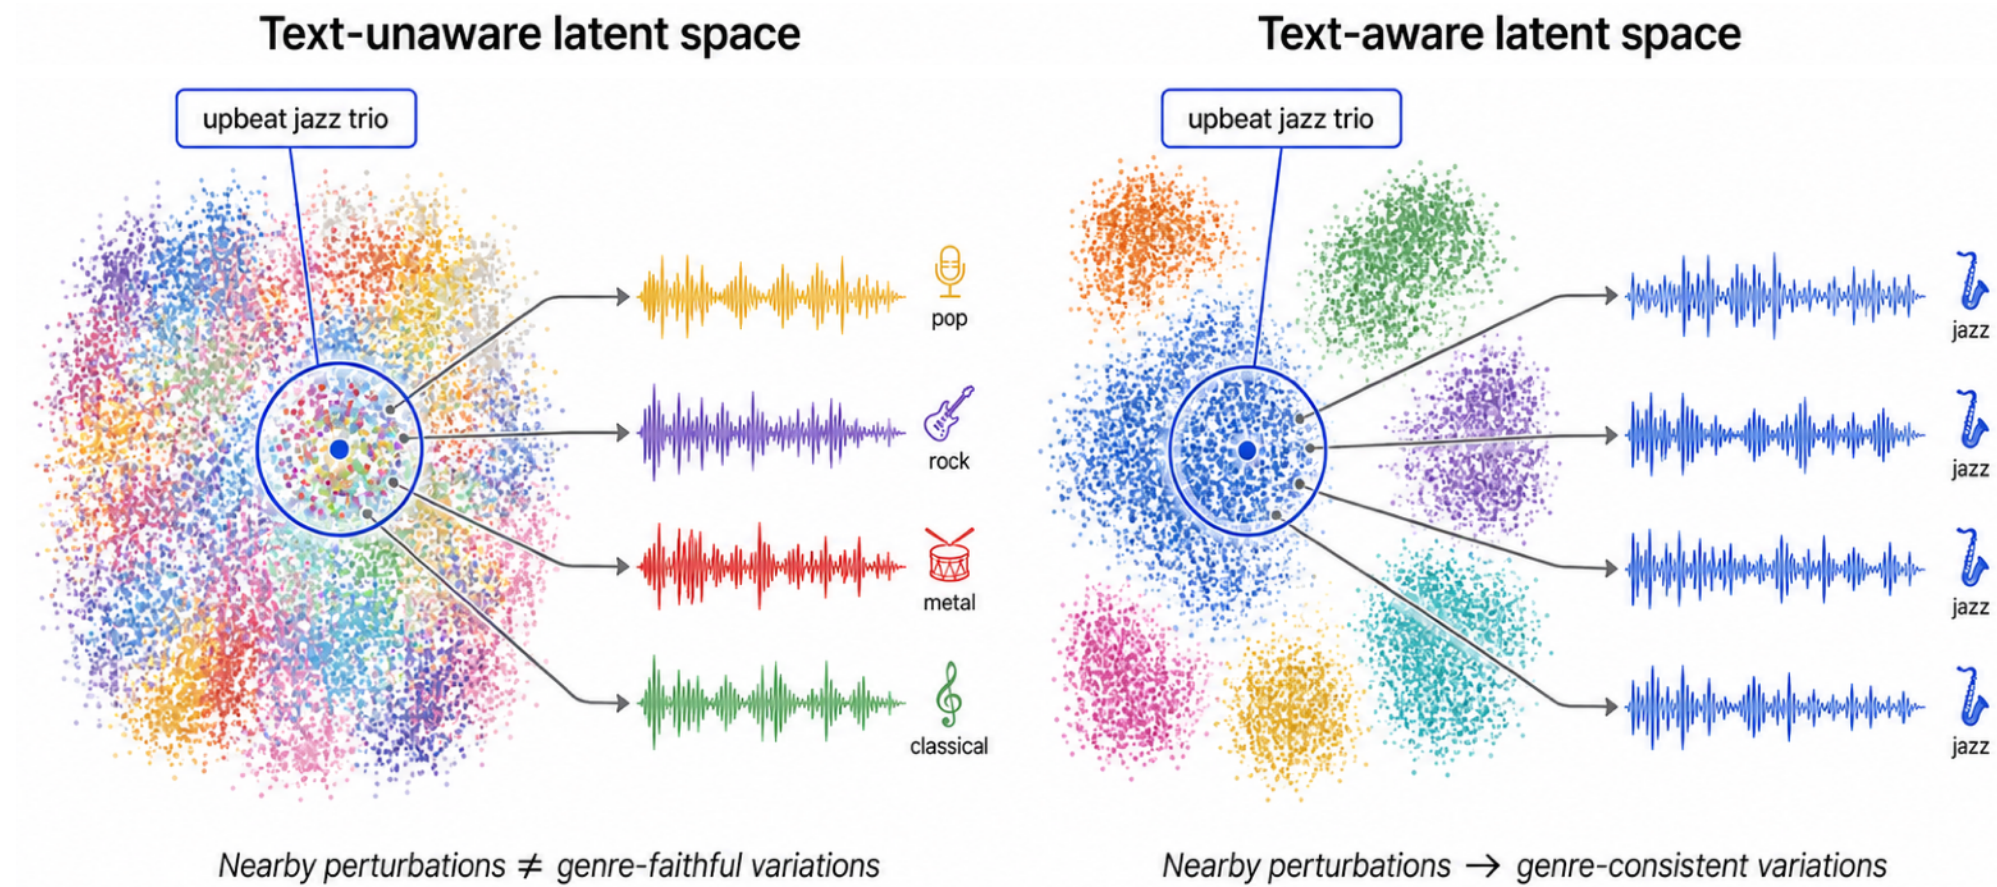 Text-unaware latent space
upbeat jazz trio
pop
rock
metal
classical
Nearby perturbations ≠ genre-faithful variations
Text-aware latent space
upbeat jazz trio
jazz
jazz
jazz
jazz
Nearby perturbations → genre-consistent variations